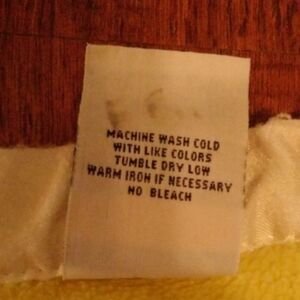 MACHINE WASH COLD
WITH LIKE COLORS
TUMBLE DRY LOW
WARM IRON IF NECESSARY
NO BLEACH